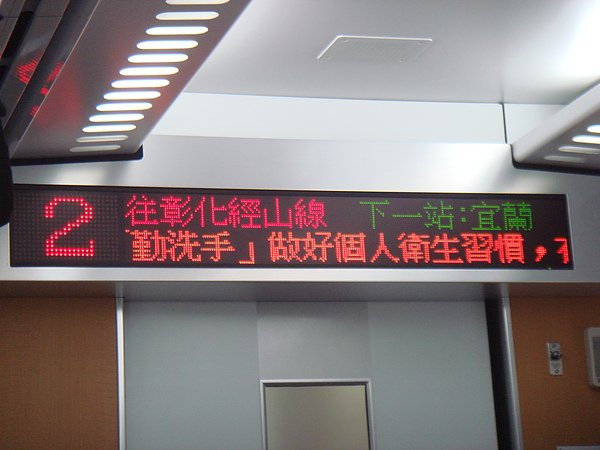 2
往彰化經山線 下一站:宜蘭
勤洗手」做好個人衛生習慣，